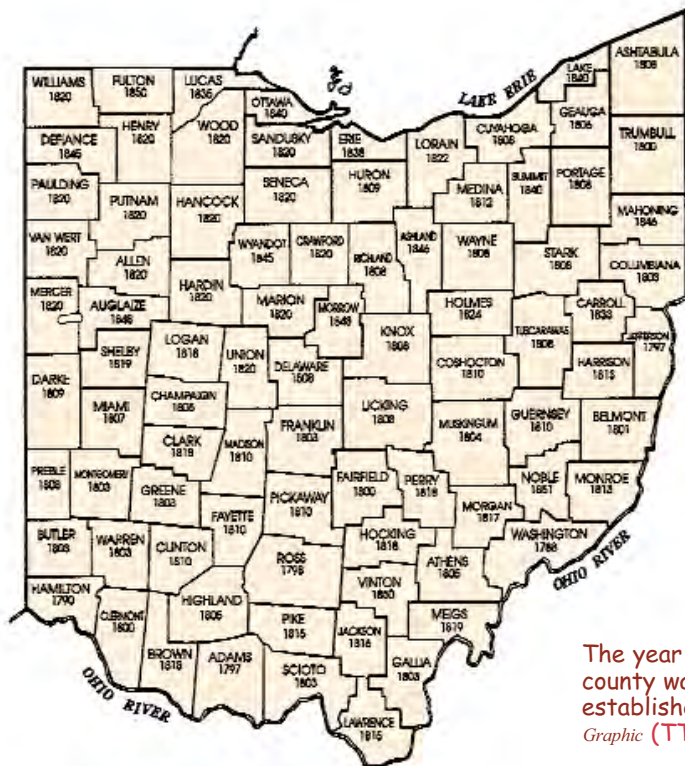 WILLIAMS
1820
FULTON
1850
LUCAS
1835
OTTAWA
1840
LAKE ERIE
LAKE
1840
ASHTABULA
1808
DEFIANCE
1845
HENRY
1820
WOOD
1820
SANDUSKY
1820
ERIE
1838
LORAIN
1822
CUYAHOGA
1808
GEAUGA
1806
TRUMBULL
1800
PAULDING
1820
PUTNAM
1820
HANCOCK
1820
SENECA
1820
HURON
1809
MEDINA
1812
SUMMIT
1840
PORTAGE
1808
MAHONING
1846
VAN WERT
1820
ALLEN
1820
WYANDOT
1845
CRAWFORD
1820
RICHLAND
1808
ASHLAND
1846
WAYNE
1808
STARK
1808
COLUMBIANA
1803
MERCER
1820
AUGLAIZE
1848
HARDIN
1820
MARION
1820
MORROW
1848
HOLMES
1824
TUSCARAWAS
1808
CARROLL
1833
JEFFERSON
1797
SHELBY
1819
LOGAN
1818
UNION
1820
DELAWARE
1808
KNOX
1808
COSHOCTON
1810
HARRISON
1813
DARKE
1809
MIAMI
1807
CHAMPAIGN
1805
CLARK
1818
MADISON
1810
FRANKLIN
1803
LICKING
1808
MUSKINGUM
1804
GUERNSEY
1810
BELMONT
1801
PREBLE
1808
MONTGOMERY
1803
GREENE
1803
FAYETTE
1810
PICKAWAY
1810
FAIRFIELD
1800
PERRY
1818
MORGAN
1817
NOBLE
1851
MONROE
1813
BUTLER
1803
WARREN
1803
CLINTON
1810
ROSS
1798
HOCKING
1818
ATHENS
1805
WASHINGTON
1788
OHIO RIVER
HAMILTON
1790
CLERMONT
1800
HIGHLAND
1805
PIKE
1815
VINTON
1850
JACKSON
1816
MEIGS
1819
BROWN
1818
ADAMS
1797
SCIOTO
1803
GALLIA
1803
LAWRENCE
1815
OHIO RIVER
The year
county wa
establishe
Graphic (TT